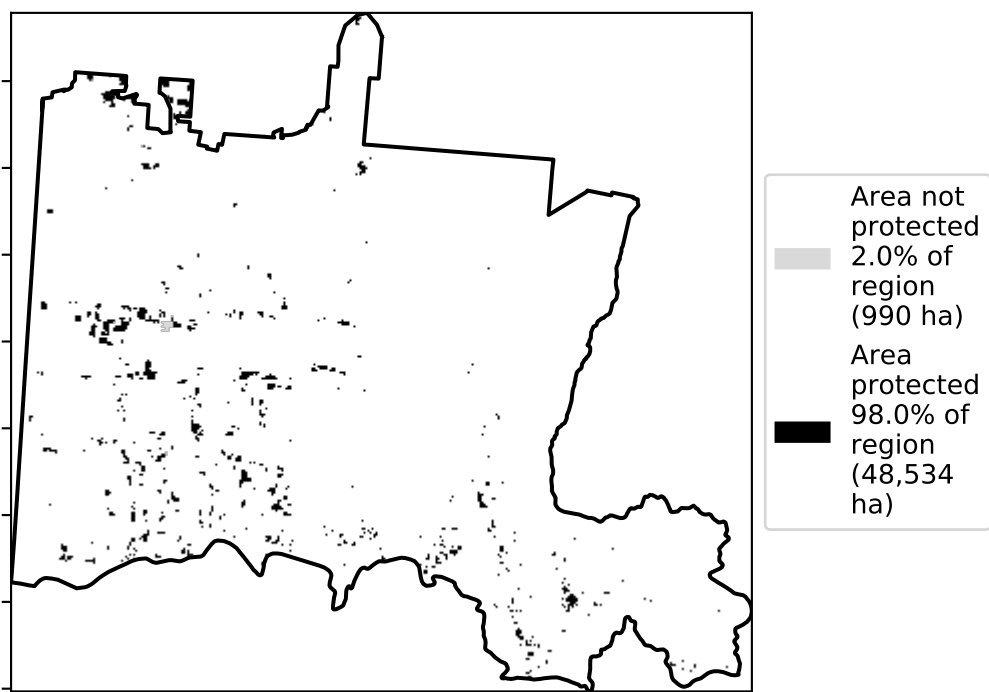 Area not
protected
2.0% of
region
(990 ha)
Area
protected
98.0% of
region
(48,534
ha)